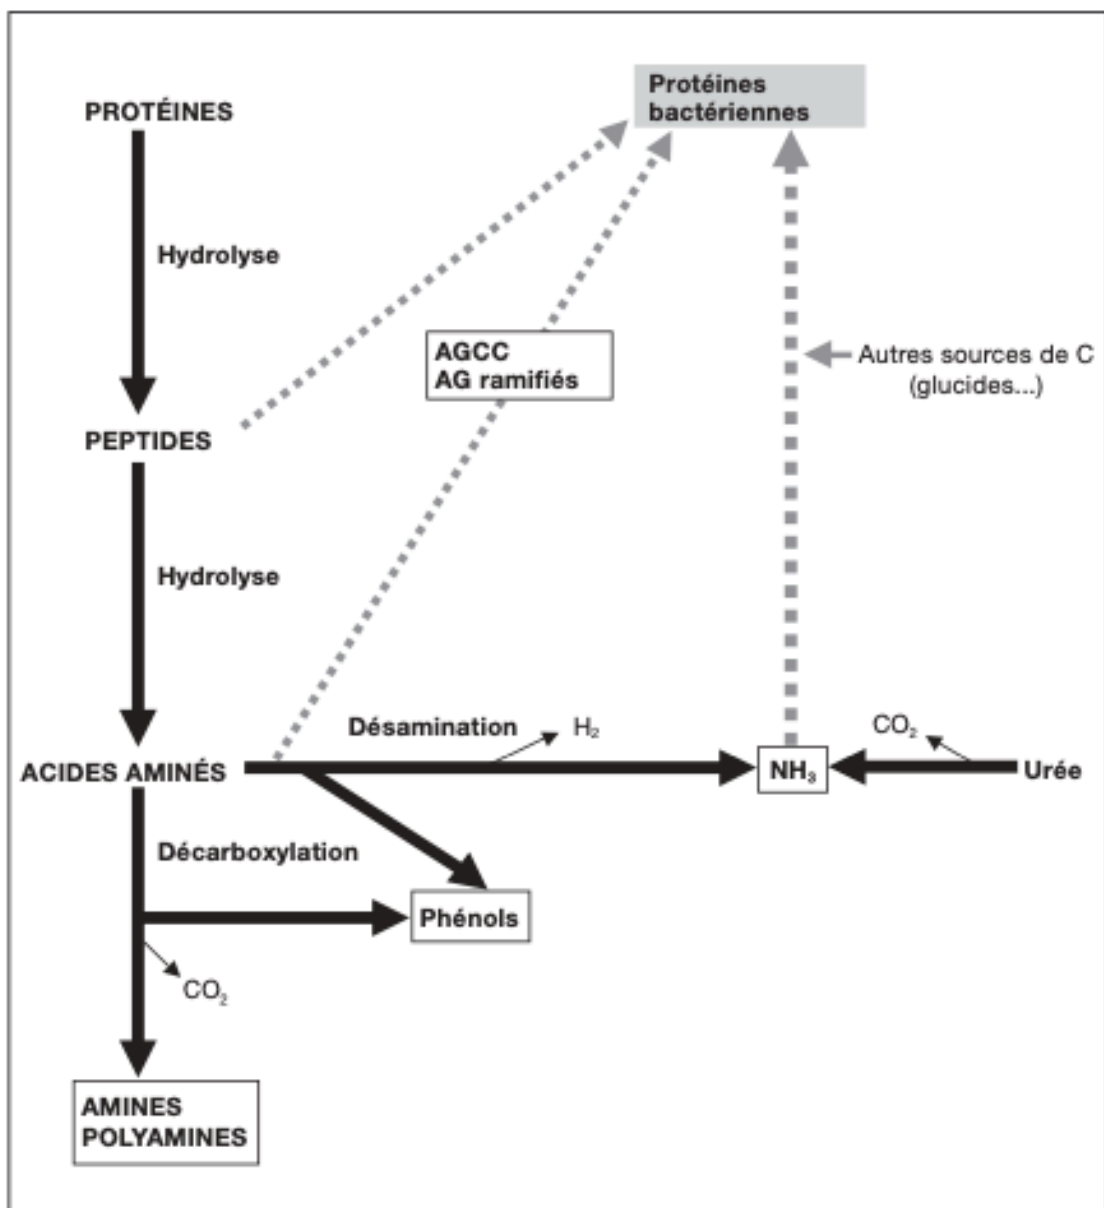 PROTÉINES
Protéines
bactériennes
Hydrolyse
AGCC
AG ramifiés
Autres sources de C
(glucides...)
PEPTIDES
Hydrolyse
Désamination
H₂
CO₂
ACIDES AMINÉS
NH₃
Urée
Décarboxylation
Phénols
CO₂
AMINES
POLYAMINES